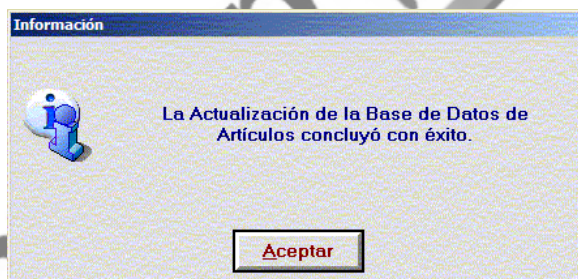 Información
La Actualización de la Base de Datos de
Artículos concluyó con éxito.
Aceptar